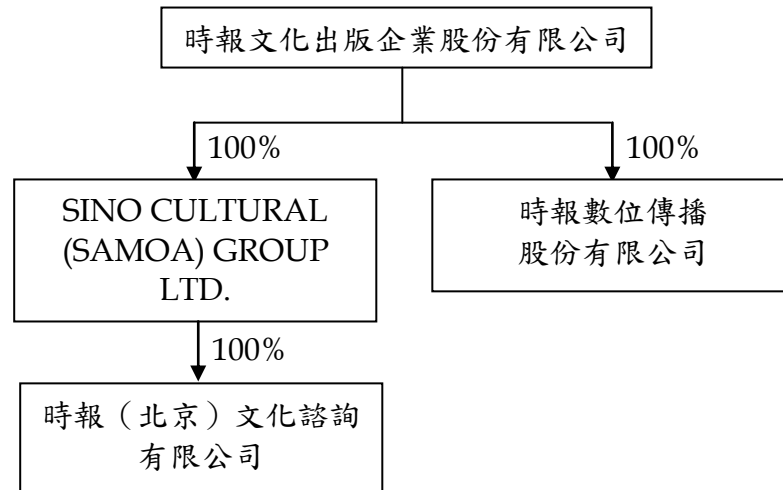 時報文化出版企業股份有限公司
100%
100%
SINO CULTURAL
(SAMOA) GROUP
LTD.
時報數位傳播
股份有限公司
100%
時報（北京）文化諮詢
有限公司